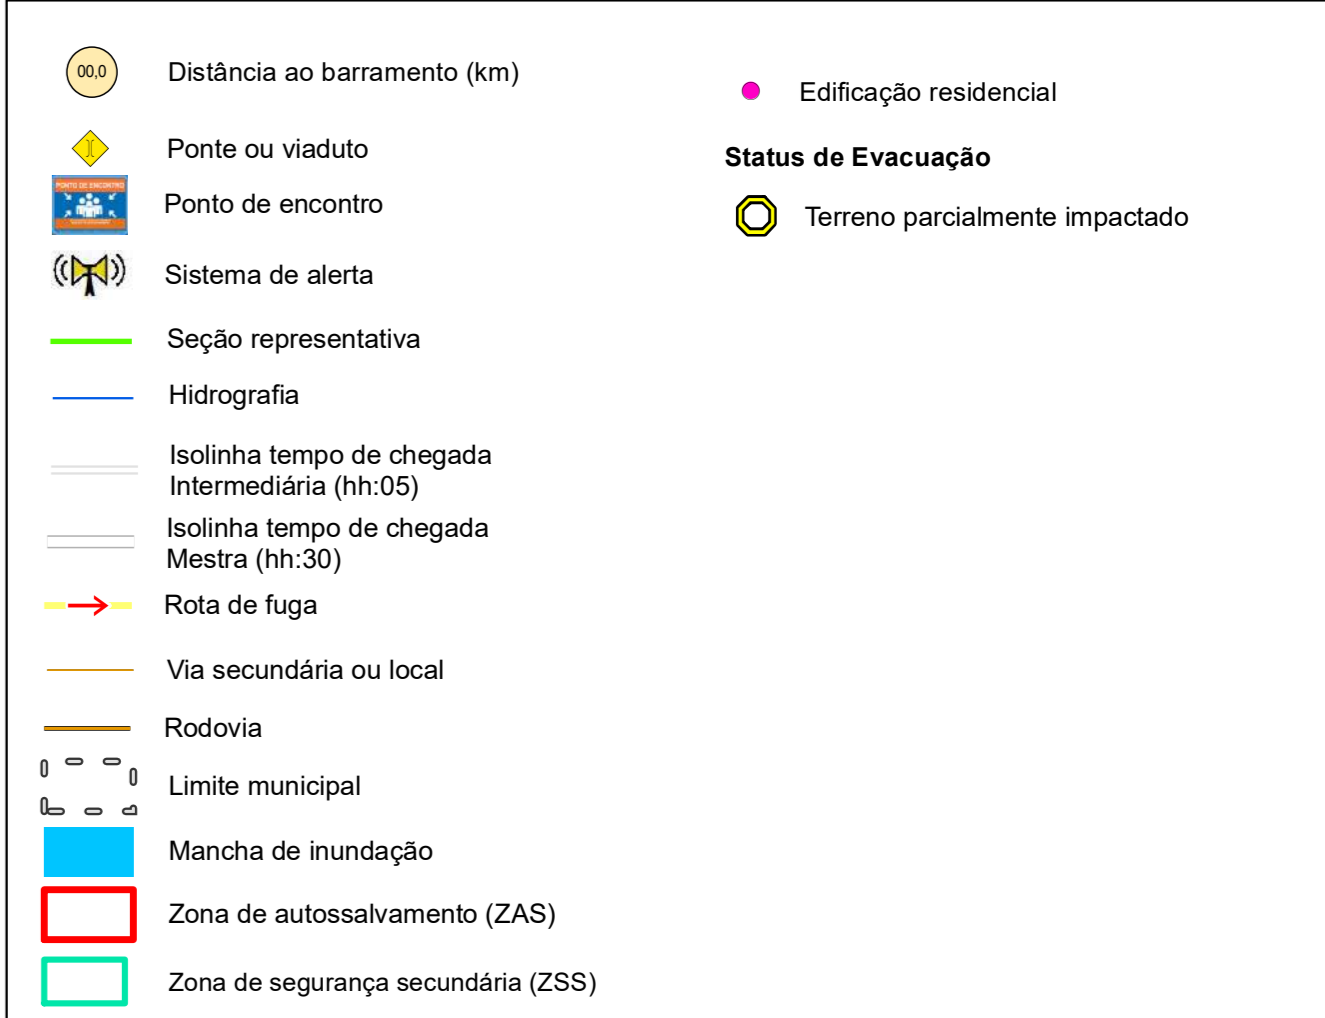 00,0
Distância ao barramento (km)
Ponte ou viaduto
PONTO DE ENCONTRO
Ponto de encontro
Sistema de alerta
Seção representativa
Hidrografia
Isolinha tempo de chegada
Intermediária (hh:05)
Isolinha tempo de chegada
Mestra (hh:30)
Rota de fuga
Via secundária ou local
Rodovia
Limite municipal
Mancha de inundação
Zona de autossalvamento (ZAS)
Zona de segurança secundária (ZSS)
Edificação residencial
Status de Evacuação
Terreno parcialmente impactado